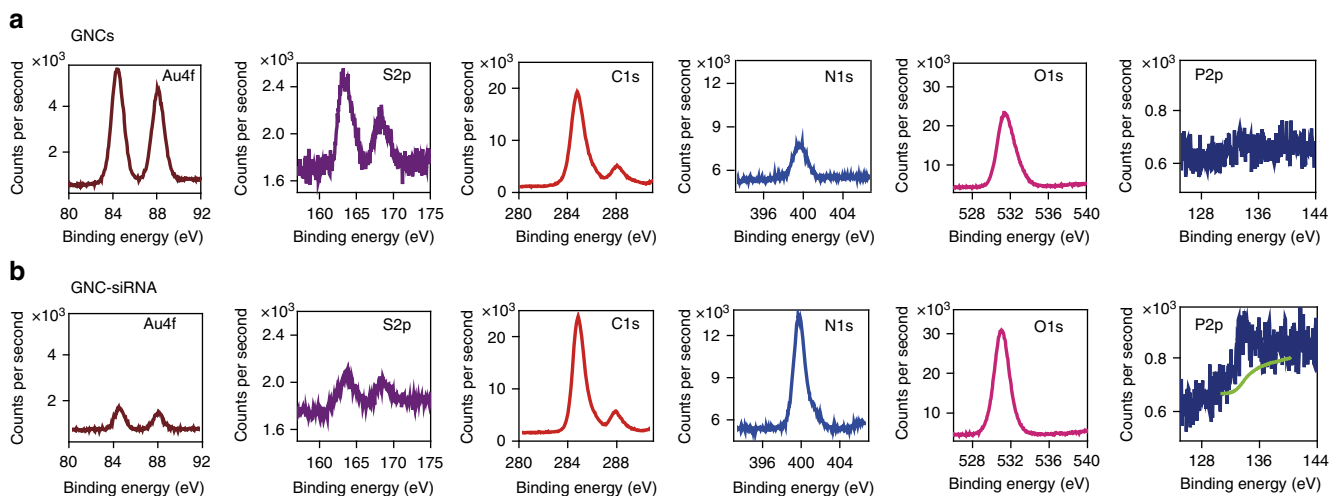 a
GNCs
×10³ Au4f
Counts per second
4
2
80 84 88 92
Binding energy (eV)
×10³ S2p
Counts per second
2.4
2.0
1.6
160 165 170 175
Binding energy (eV)
×10³ C1s
Counts per second
20
10
0
280 284 288
Binding energy (eV)
×10³ N1s
Counts per second
12
9
6
396 400 404
Binding energy (eV)
×10³ O1s
Counts per second
30
20
10
528 532 536 540
Binding energy (eV)
×10³ P2p
Counts per second
0.8
0.6
128 136 144
Binding energy (eV)
b
GNC-siRNA
×10³ Au4f
Counts per second
4
2
80 84 88 92
Binding energy (eV)
×10³ S2p
Counts per second
2.4
2.0
1.6
160 165 170 175
Binding energy (eV)
×10³ C1s
Counts per second
20
10
0
280 284 288
Binding energy (eV)
×10³ N1s
Counts per second
12
9
6
396 400 404
Binding energy (eV)
×10³ O1s
Counts per second
30
20
10
528 532 536 540
Binding energy (eV)
×10³ P2p
Counts per second
0.8
0.6
128 136 144
Binding energy (eV)